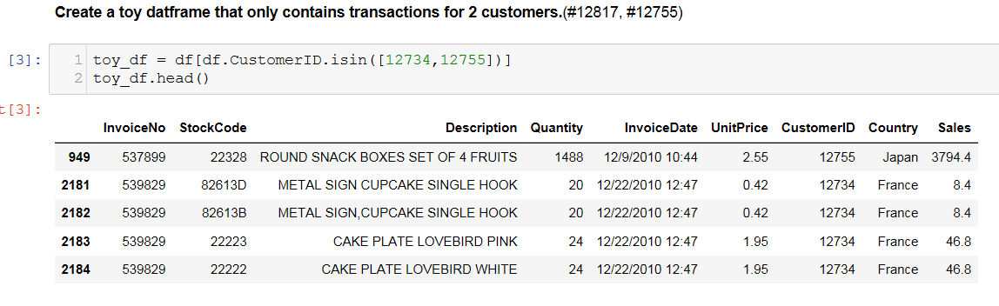 Create a toy datframe that only contains transactions for 2 customers.(#12817, #12755)
[3]:
1 toy_df = df[df.CustomerID.isin([12734,12755])]
2 toy_df.head()
t[3]:
InvoiceNo StockCode Description Quantity InvoiceDate UnitPrice CustomerID Country Sales
949 537899 22328 ROUND SNACK BOXES SET OF 4 FRUITS 1488 12/9/2010 10:44 2.55 12755 Japan 3794.4
2181 539829 82613D METAL SIGN CUPCAKE SINGLE HOOK 20 12/22/2010 12:47 0.42 12734 France 8.4
2182 539829 82613B METAL SIGN,CUPCAKE SINGLE HOOK 20 12/22/2010 12:47 0.42 12734 France 8.4
2183 539829 22223 CAKE PLATE LOVEBIRD PINK 24 12/22/2010 12:47 1.95 12734 France 46.8
2184 539829 22222 CAKE PLATE LOVEBIRD WHITE 24 12/22/2010 12:47 1.95 12734 France 46.8